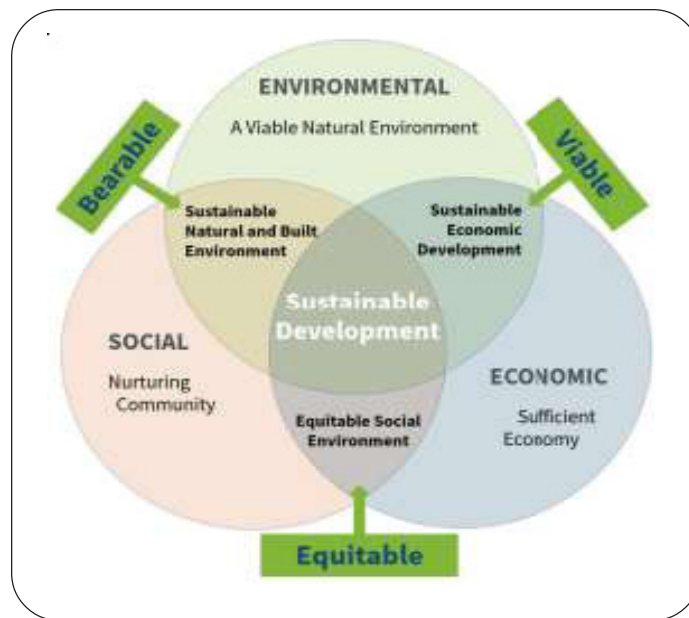 ENVIRONMENTAL
A Viable Natural Environment
Bearable
Viable
Sustainable
Natural and Built
Environment
Sustainable
Economic
Development
Sustainable
Development
SOCIAL
Nurturing
Community
ECONOMIC
Sufficient
Economy
Equitable Social
Environment
Equitable